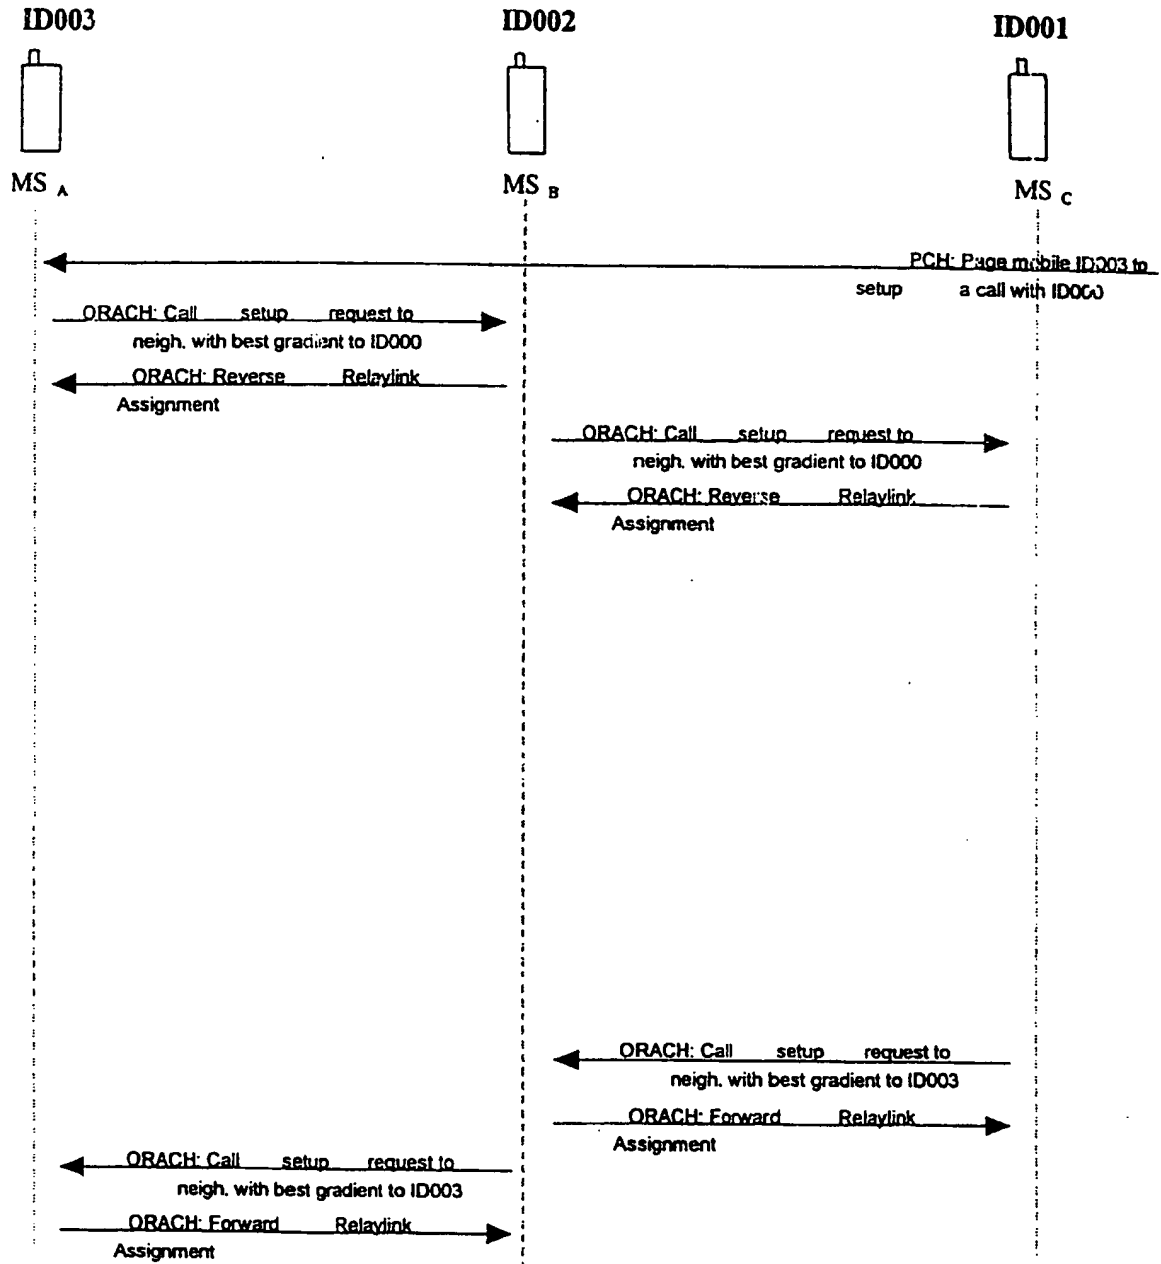 ID003
ID002
ID001
MS A
MS B
MS C
PCH: Page mobile ID003 to
setup a call with ID000
ORACH: Call setup request to
neigh. with best gradient to ID000
ORACH: Reverse Relaylink
Assignment
ORACH: Call setup request to
neigh. with best gradient to ID000
ORACH: Reverse Relaylink
Assignment
ORACH: Call setup request to
neigh. with best gradient to ID003
ORACH: Forward Relaylink
Assignment
ORACH: Call setup request to
neigh. with best gradient to ID003
ORACH: Forward Relaylink
Assignment